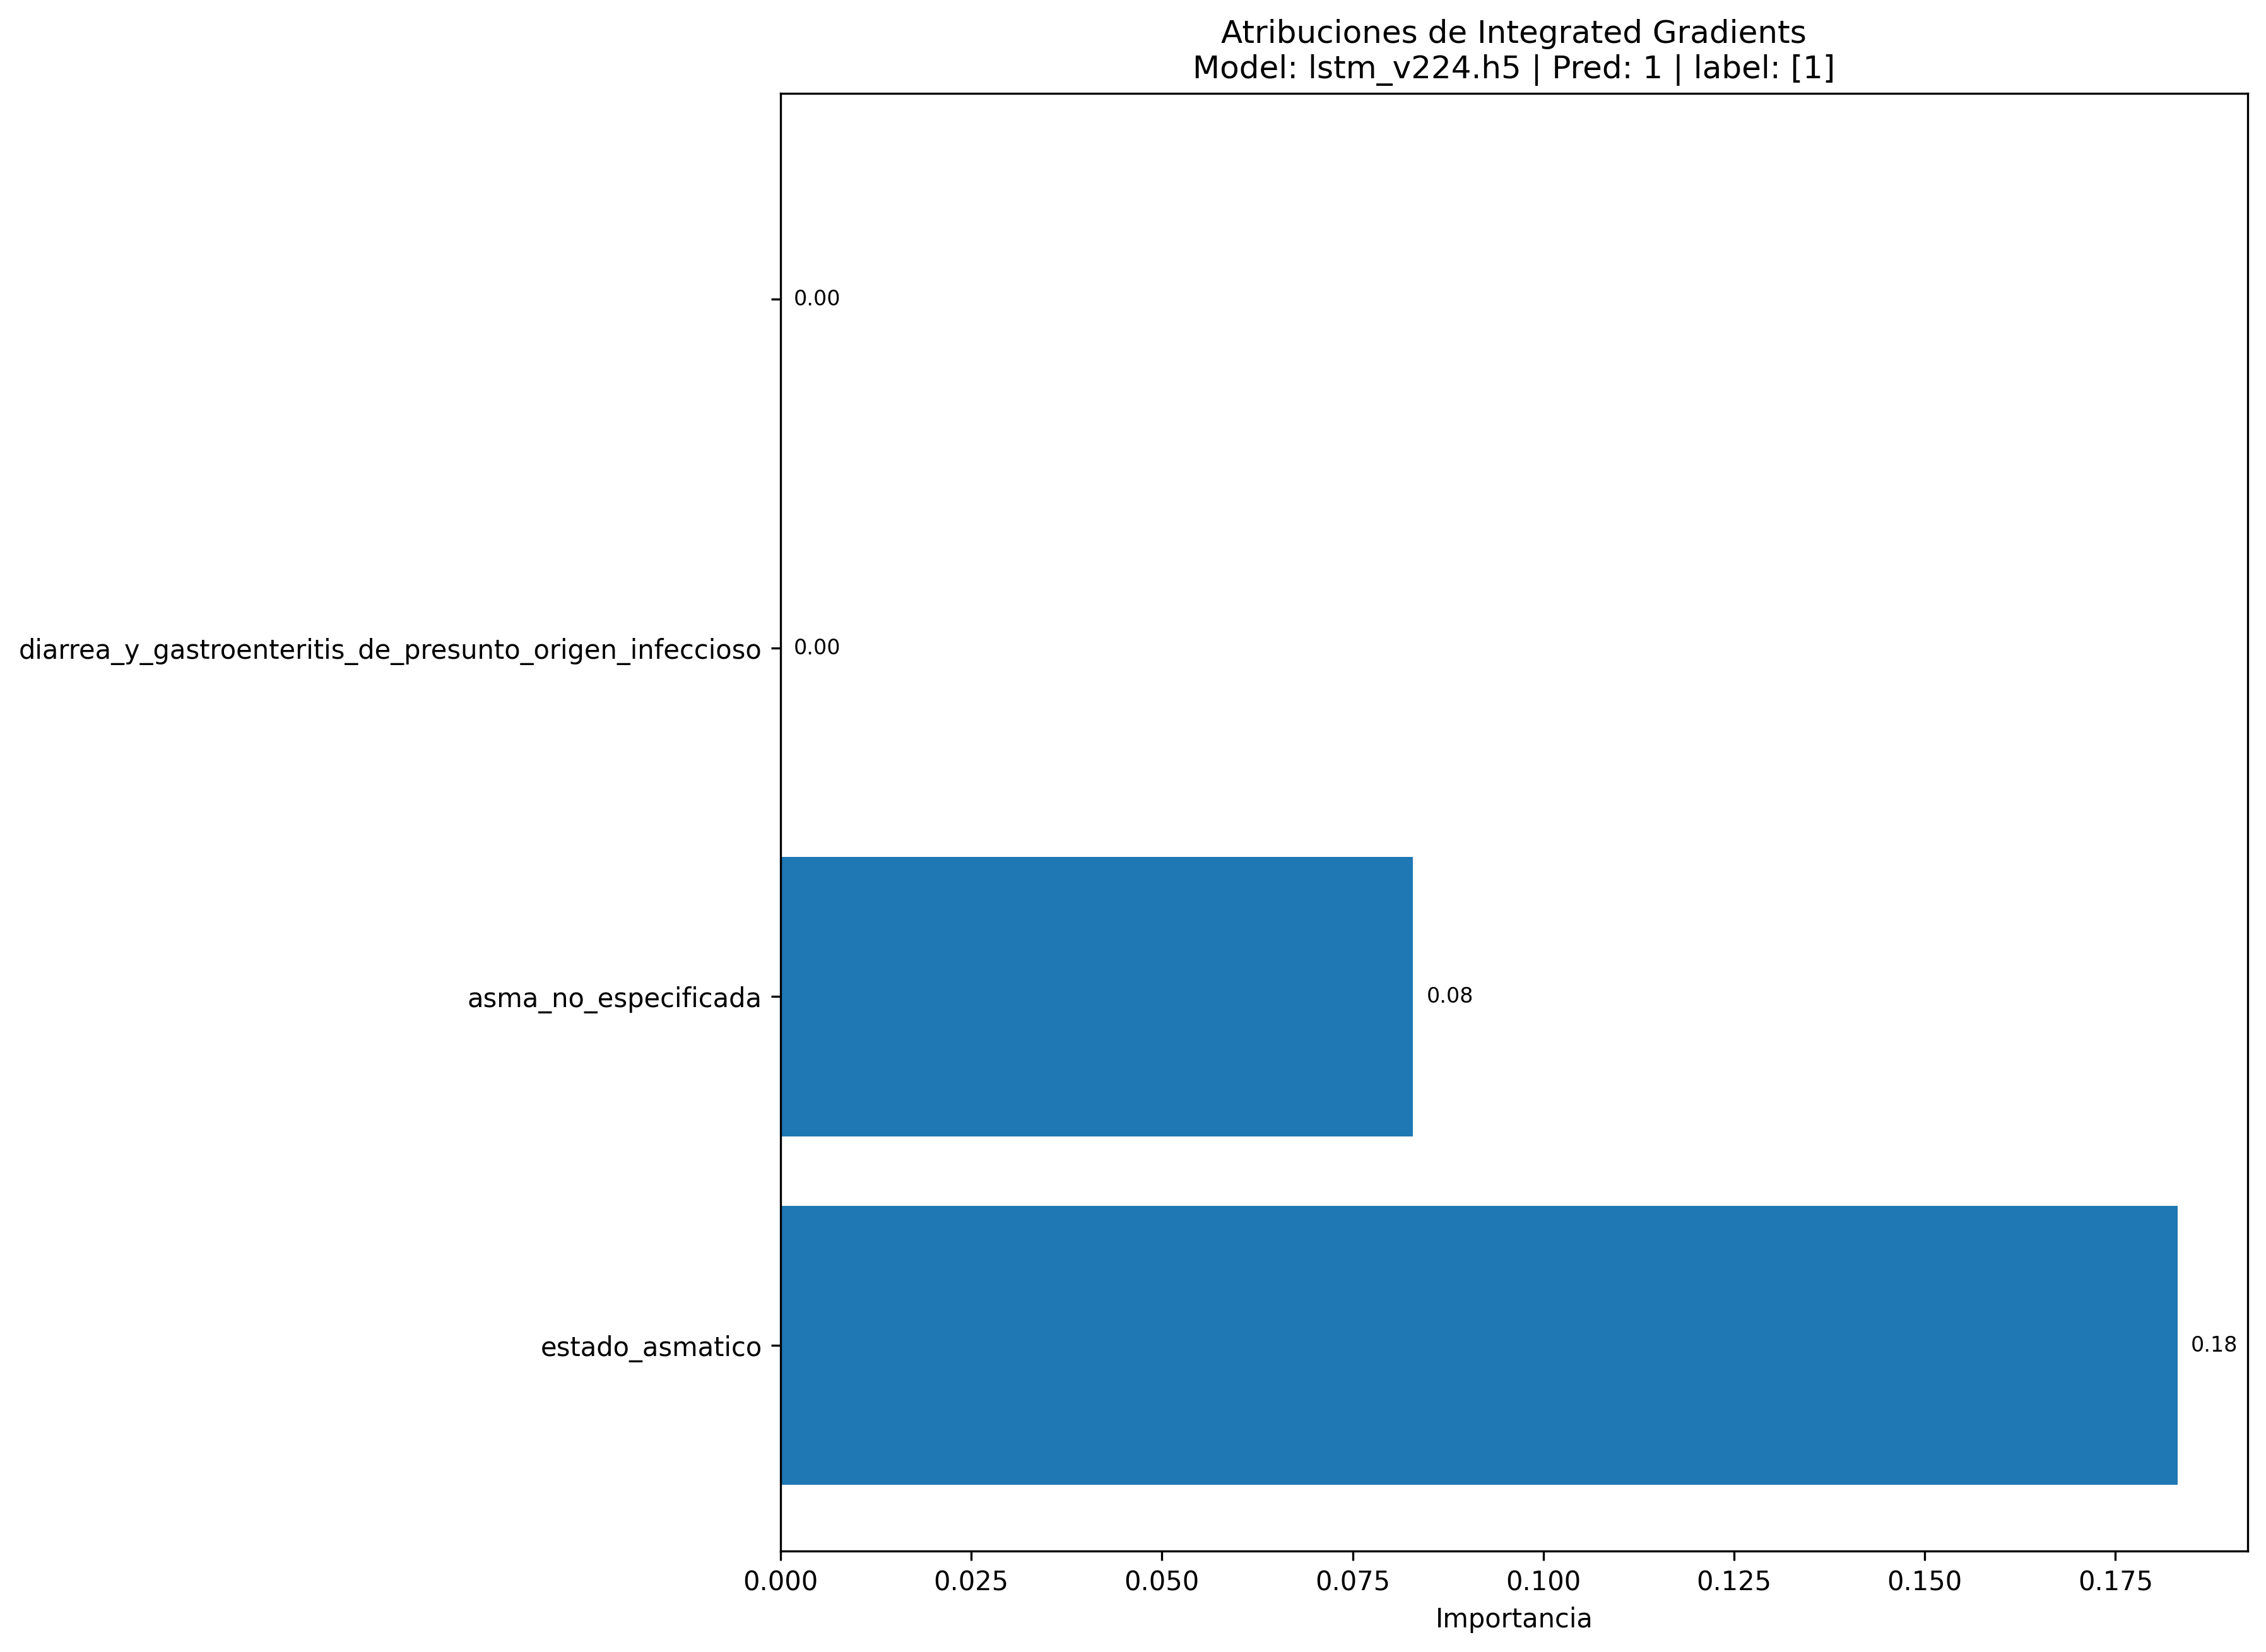 Atribuciones de Integrated Gradients
Model: lstm_v224.h5 | Pred: 1 | label: [1]
0.00
diarrea_y_gastroenteritis_de_presunto_origen_infeccioso 0.00
asma_no_especificada 0.08
estado_asmatico 0.18
0.000 0.025 0.050 0.075 0.100 0.125 0.150 0.175
Importancia